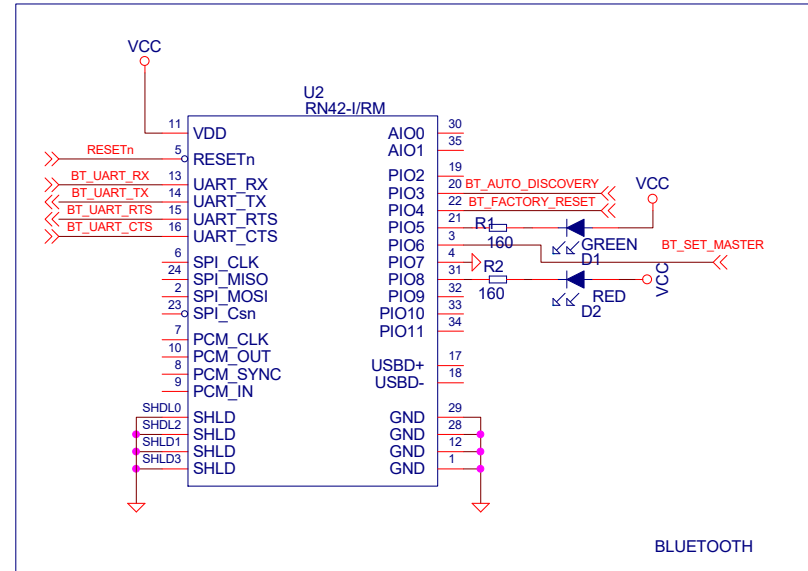 VCC
U2
RN42-I/RM
11 VDD
AIO0 30
AIO1 35
RESETn 5 RESETn
PIO2 19
BT_UART_RX 13 UART_RX
PIO3 20 BT_AUTO_DISCOVERY
VCC
BT_UART_TX 14 UART_TX
PIO4 22 BT_FACTORY_RESET
BT_UART_RTS 15 UART_RTS
PIO5 21 R1
160
GREEN
D1
BT_UART_CTS 16 UART_CTS
PIO6 3 BT_SET_MASTER
6 SPI_CLK
PIO7 4
24 SPI_MISO
PIO8 31 R2
160
RED
D2
VCC
2 SPI_MOSI
PIO9 32
23 SPI_Csn
PIO10 33
PIO11 34
7 PCM_CLK
10 PCM_OUT
8 PCM_SYNC
9 PCM_IN
USBD+ 17
USBD- 18
SHDL0 SHLD
GND 29
SHDL2 SHLD
GND 28
SHLD1 SHLD
GND 12
SHLD3 SHLD
GND 1
BLUETOOTH